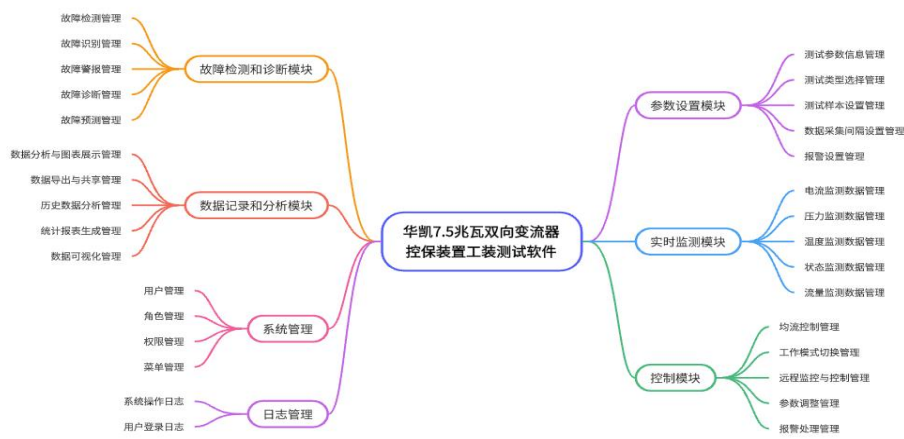 华凯7.5兆瓦双向变流器
控保装置工装测试软件
故障检测和诊断模块
故障检测管理
故障识别管理
故障警报管理
故障诊断管理
故障预测管理
数据记录和分析模块
数据分析与图表展示管理
数据导出与共享管理
历史数据分析管理
统计报表生成管理
数据可视化管理
系统管理
用户管理
角色管理
权限管理
菜单管理
日志管理
系统操作日志
用户登录日志
参数设置模块
测试参数信息管理
测试类型选择管理
测试样本设置管理
数据采集间隔设置管理
报警设置管理
实时监测模块
电流监测数据管理
压力监测数据管理
温度监测数据管理
状态监测数据管理
流量监测数据管理
控制模块
均流控制管理
工作模式切换管理
远程监控与控制管理
参数调整管理
报警处理管理